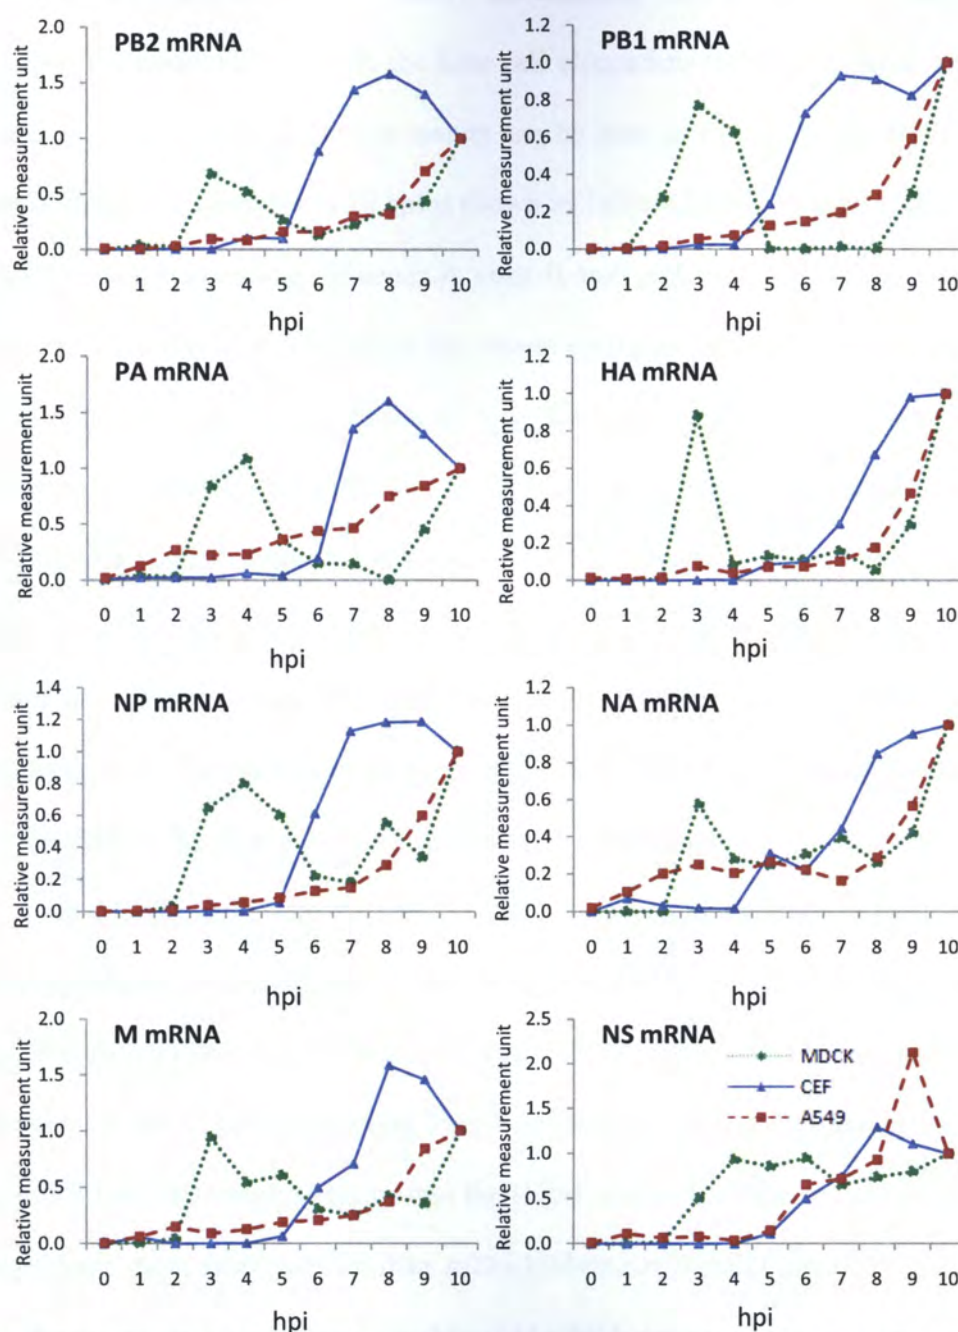 PB2 mRNA
Relative measurement unit
2.0
1.5
1.0
0.5
0.0
0 1 2 3 4 5 6 7 8 9 10
hpi
PB1 mRNA
Relative measurement unit
1.2
1.0
0.8
0.6
0.4
0.2
0.0
0 1 2 3 4 5 6 7 8 9 10
hpi
PA mRNA
Relative measurement unit
2.0
1.5
1.0
0.5
0.0
0 1 2 3 4 5 6 7 8 9 10
hpi
HA mRNA
Relative measurement unit
1.2
1.0
0.8
0.6
0.4
0.2
0.0
0 1 2 3 4 5 6 7 8 9 10
hpi
NP mRNA
Relative measurement unit
1.4
1.2
1.0
0.8
0.6
0.4
0.2
0.0
0 1 2 3 4 5 6 7 8 9 10
hpi
NA mRNA
Relative measurement unit
1.2
1.0
0.8
0.6
0.4
0.2
0.0
0 1 2 3 4 5 6 7 8 9 10
hpi
M mRNA
Relative measurement unit
2.0
1.5
1.0
0.5
0.0
0 1 2 3 4 5 6 7 8 9 10
hpi
NS mRNA
Relative measurement unit
2.5
2.0
1.5
1.0
0.5
0.0
MDCK
CEF
A549
0 1 2 3 4 5 6 7 8 9 10
hpi